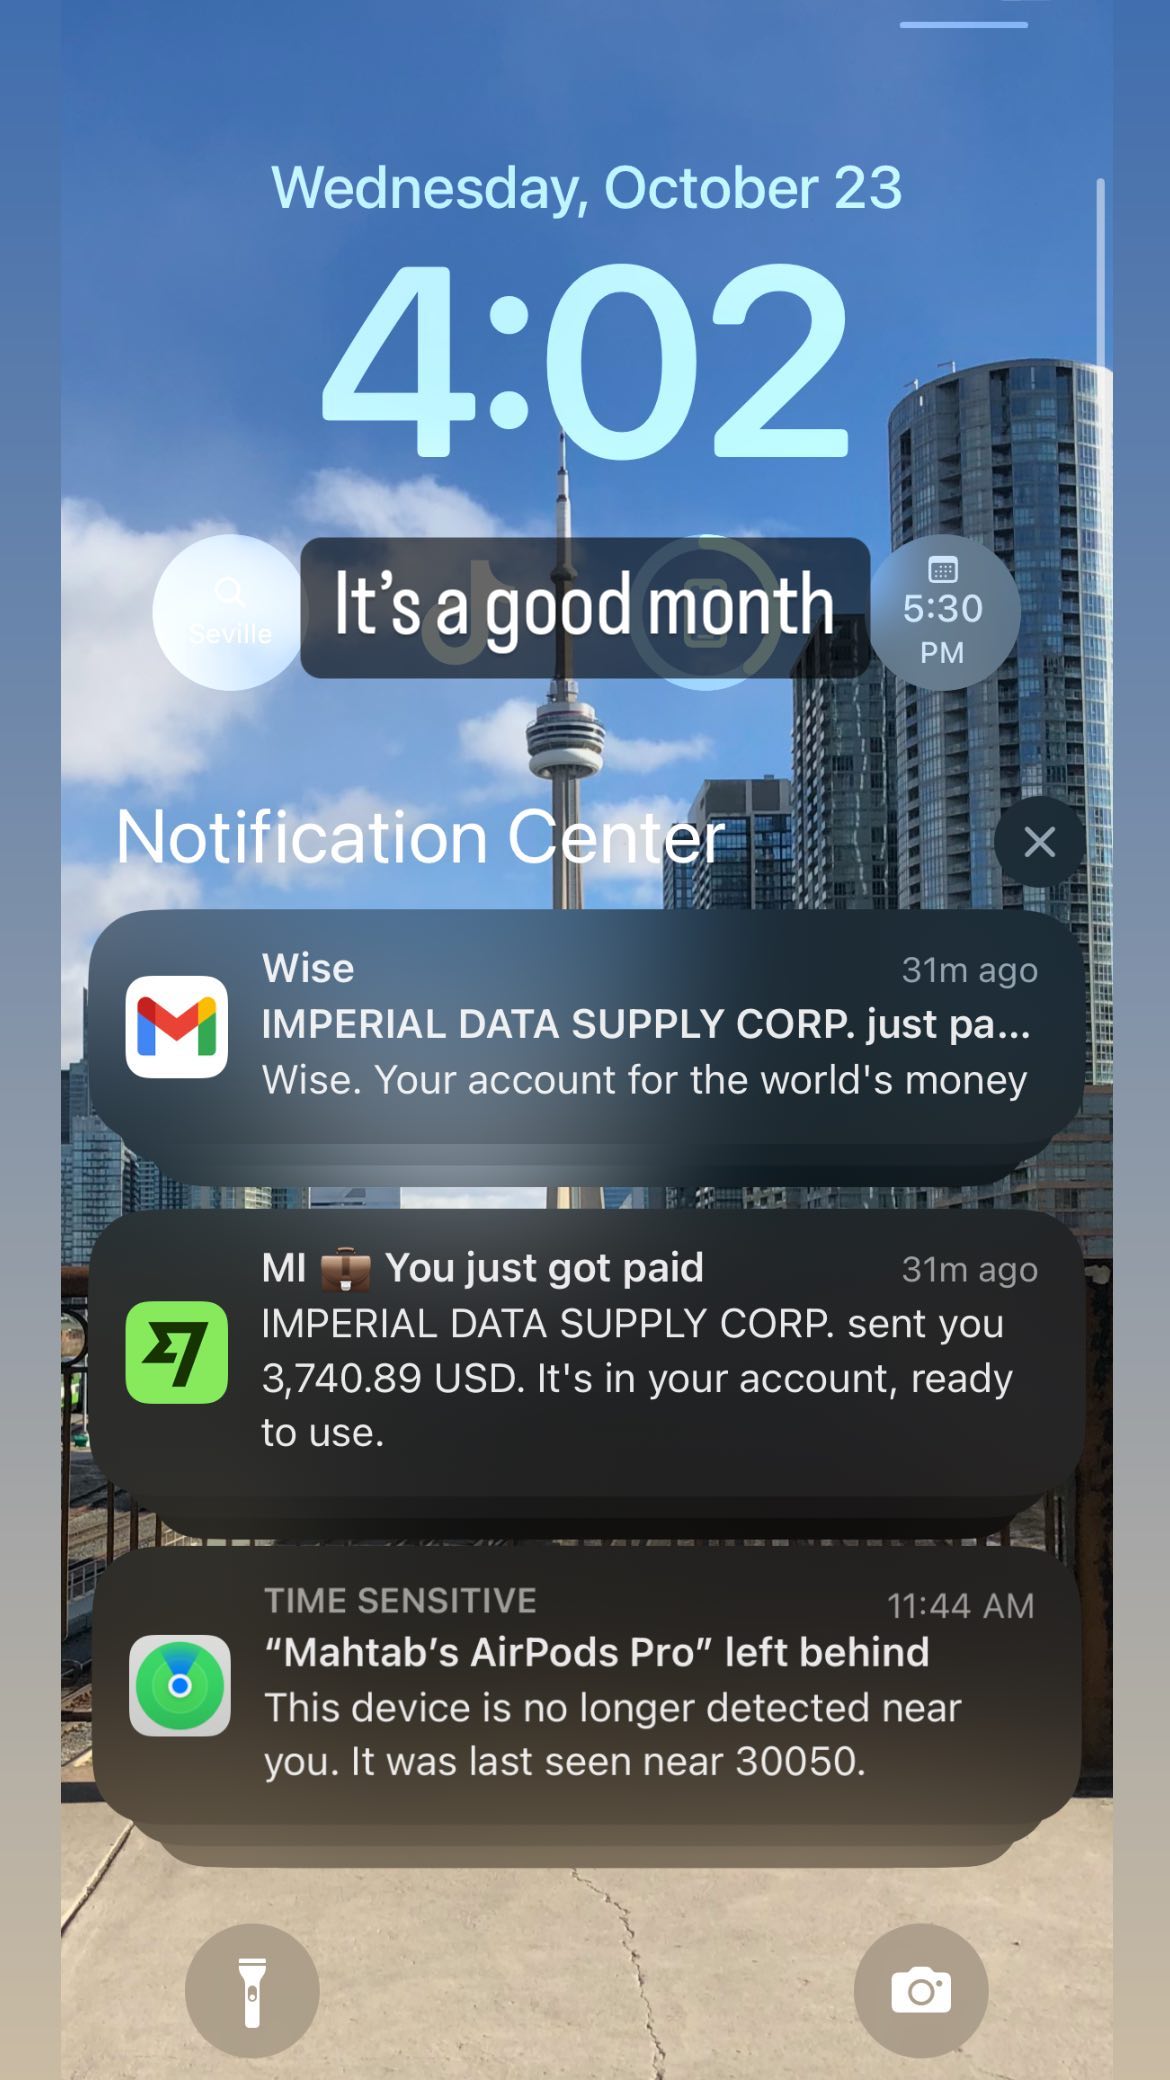 Wednesday, October 23
4:02
Seville
It's a good month
5:30
PM
Notification Center
Wise
31m ago
IMPERIAL DATA SUPPLY CORP. just pa...
Wise. Your account for the world's money
MI 💼 You just got paid
31m ago
IMPERIAL DATA SUPPLY CORP. sent you
3,740.89 USD. It's in your account, ready
to use.
TIME SENSITIVE
11:44 AM
“Mahtab’s AirPods Pro” left behind
This device is no longer detected near
you. It was last seen near 30050.